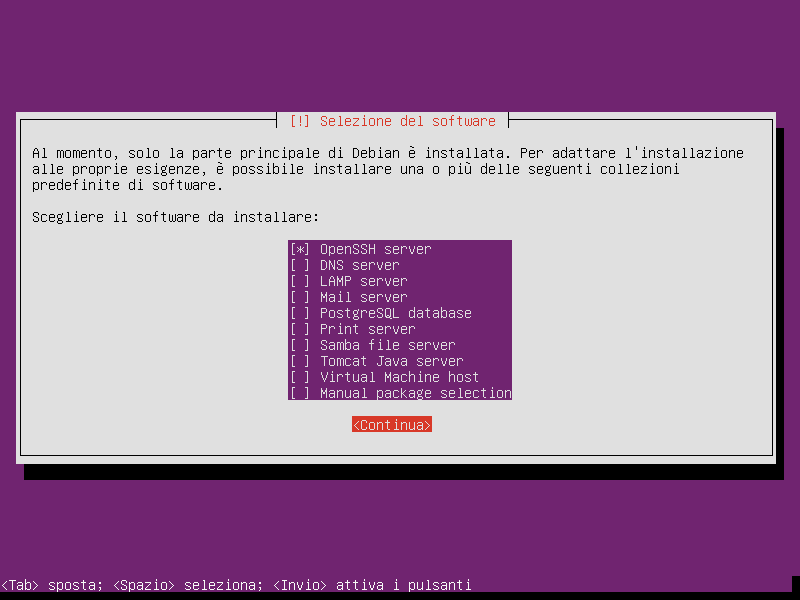 [!] Selezione del software
Al momento, solo la parte principale di Debian è installata. Per adattare l'installazione
alle proprie esigenze, è possibile installare una o più delle seguenti collezioni
predefinite di software.
Scegliere il software da installare:
[*] OpenSSH server
[ ] DNS server
[ ] LAMP server
[ ] Mail server
[ ] PostgreSQL database
[ ] Print server
[ ] Samba file server
[ ] Tomcat Java server
[ ] Virtual Machine host
[ ] Manual package selection
<Continua>
<Tab> sposta; <Spazio> seleziona; <Invio> attiva i pulsanti